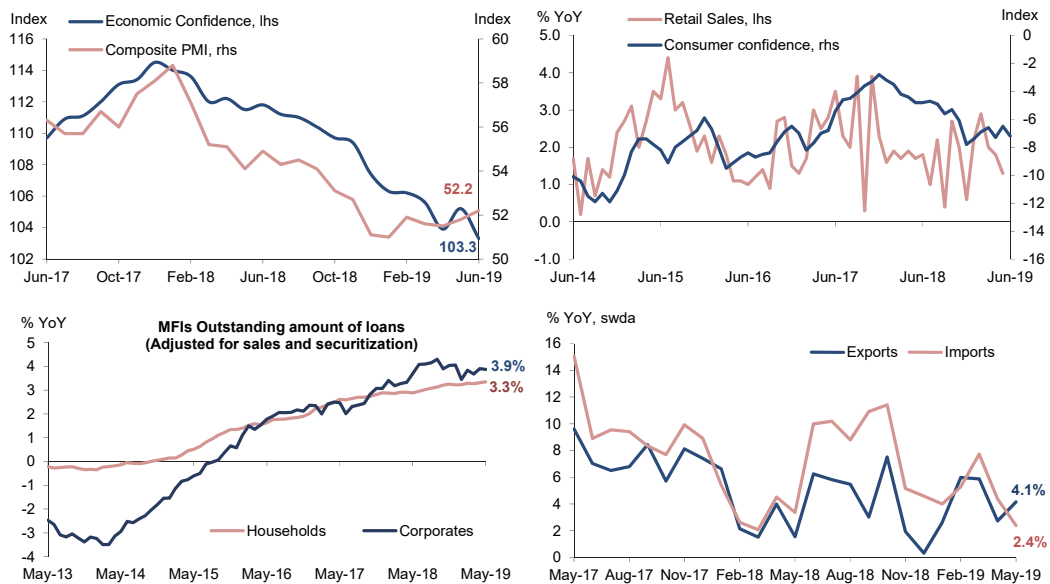 Index
Index
Economic Confidence, lhs
Composite PMI, rhs
116
114
112
110
108
106
104
102
60
58
56
54
52
50
52.2
103.3
Jun-17
Oct-17
Feb-18
Jun-18
Oct-18
Feb-19
Jun-19
% YoY
Index
Retail Sales, lhs
Consumer confidence, rhs
5.0
4.0
3.0
2.0
1.0
0.0
-1.0
0
-2
-4
-6
-8
-10
-12
-14
-16
Jun-14
Jun-15
Jun-16
Jun-17
Jun-18
Jun-19
% YoY
MFIs Outstanding amount of loans
(Adjusted for sales and securitization)
5
4
3
2
1
0
-1
-2
-3
-4
3.9%
3.3%
Households
Corporates
May-13
May-14
May-15
May-16
May-17
May-18
May-19
% YoY, swda
Exports
Imports
16
14
12
10
8
6
4
2
0
4.1%
2.4%
May-17
Aug-17
Nov-17
Feb-18
May-18
Aug-18
Nov-18
Feb-19
May-19